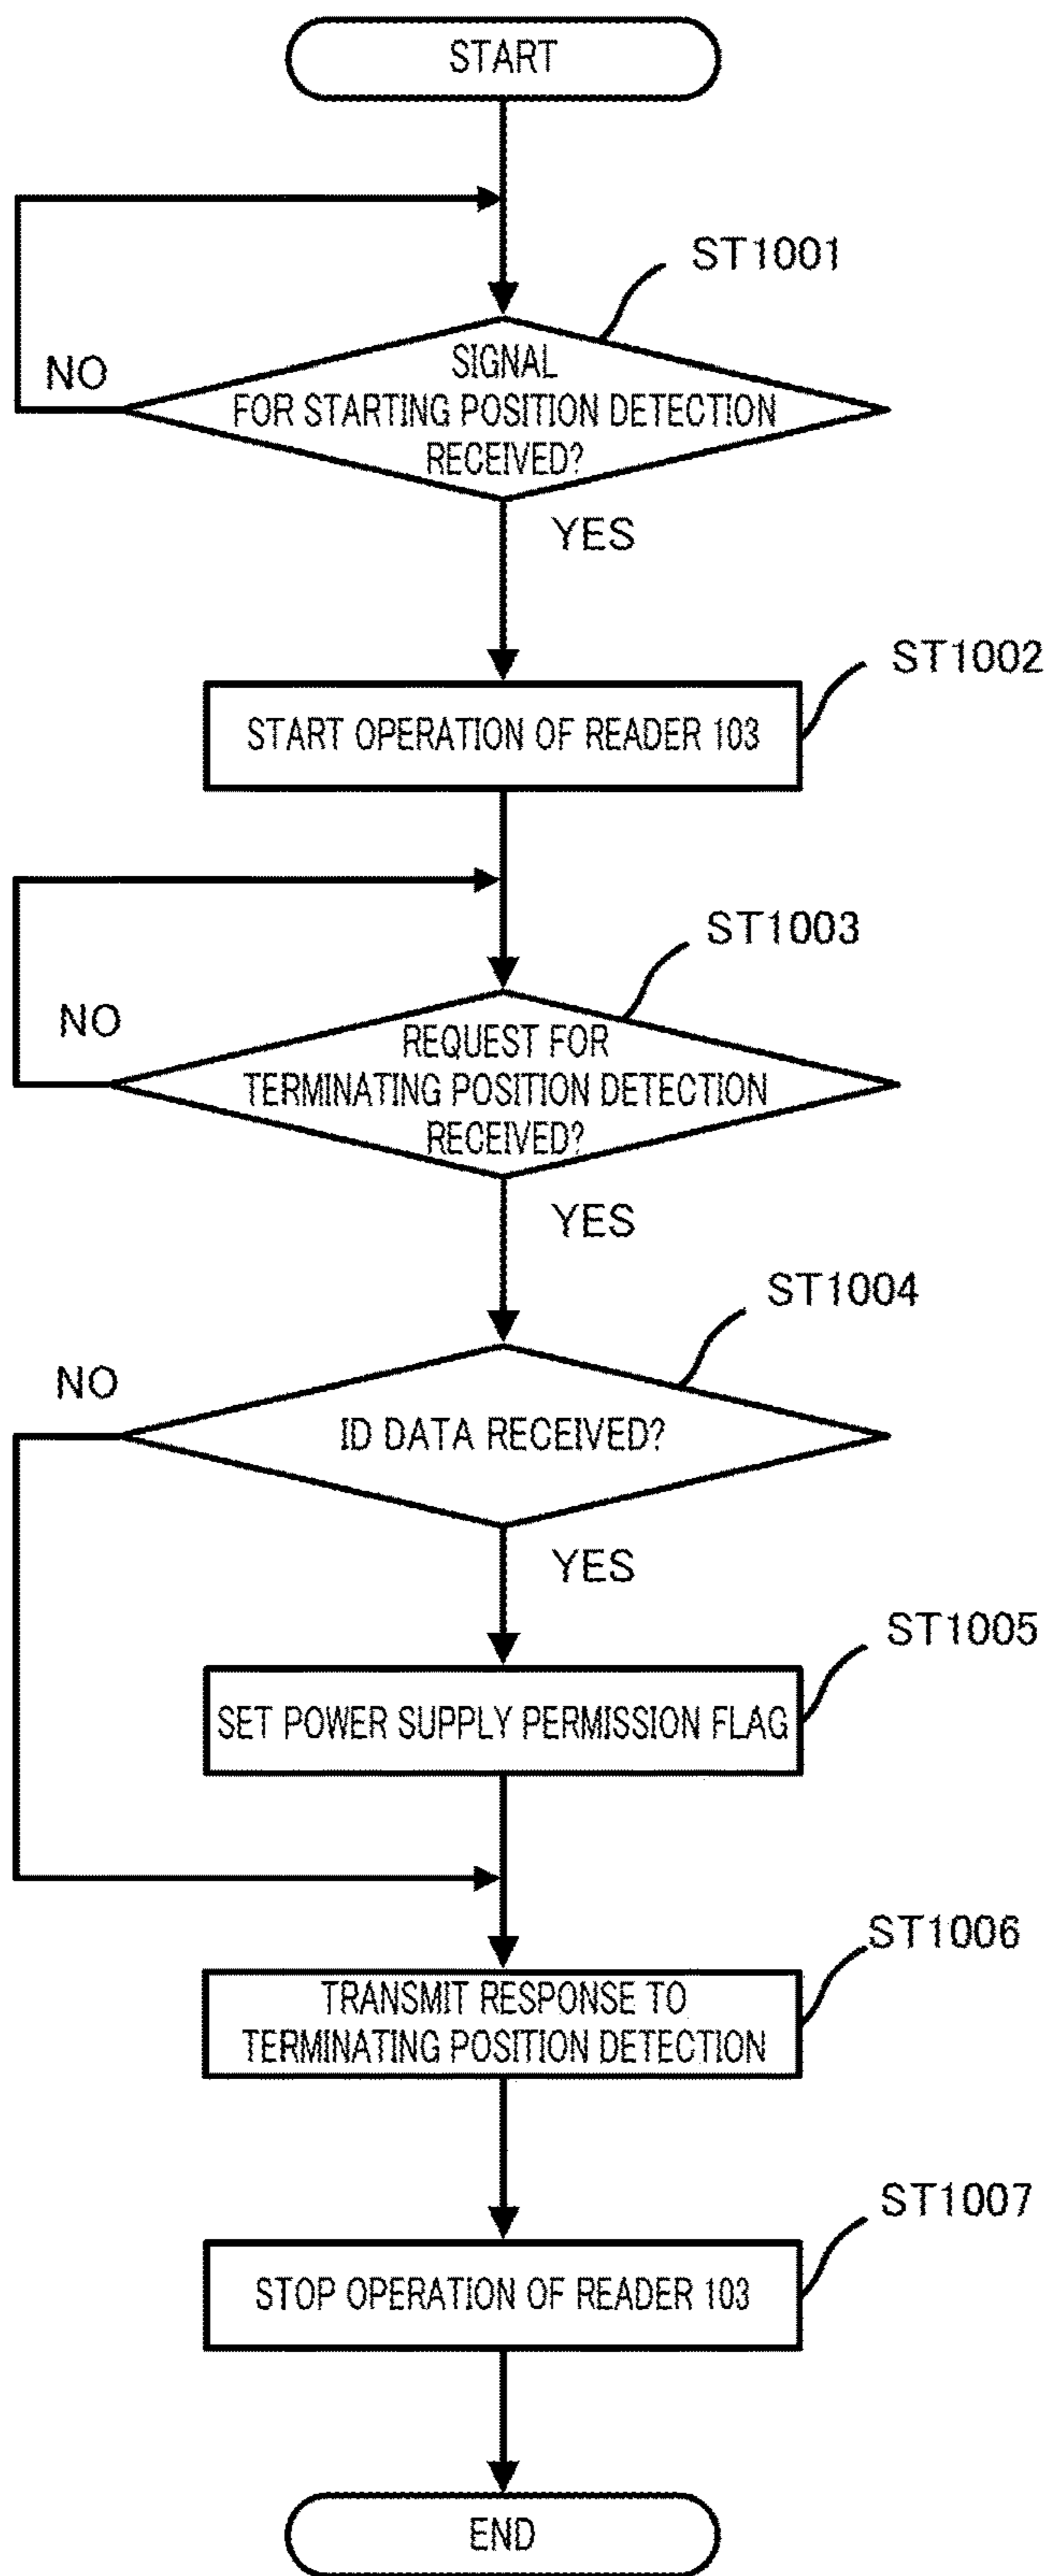 START
ST1001
NO
SIGNAL
FOR STARTING POSITION DETECTION
RECEIVED?
YES
ST1002
START OPERATION OF READER 103
ST1003
NO
REQUEST FOR
TERMINATING POSITION DETECTION
RECEIVED?
YES
ST1004
NO
ID DATA RECEIVED?
YES
ST1005
SET POWER SUPPLY PERMISSION FLAG
ST1006
TRANSMIT RESPONSE TO
TERMINATING POSITION DETECTION
ST1007
STOP OPERATION OF READER 103
END